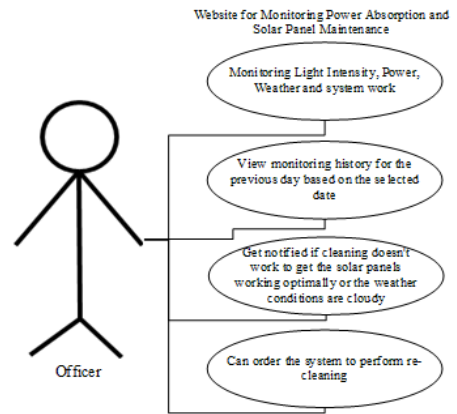 Website for Monitoring Power Absorption and
Solar Panel Maintenance
Monitoring Light Intensity, Power,
Weather and system work
View monitoring history for the
previous day based on the selected
date
Get notified if cleaning doesn't
work to get the solar panels
working optimally or the weather
conditions are cloudy
Can order the system to perform re-
cleaning
Officer